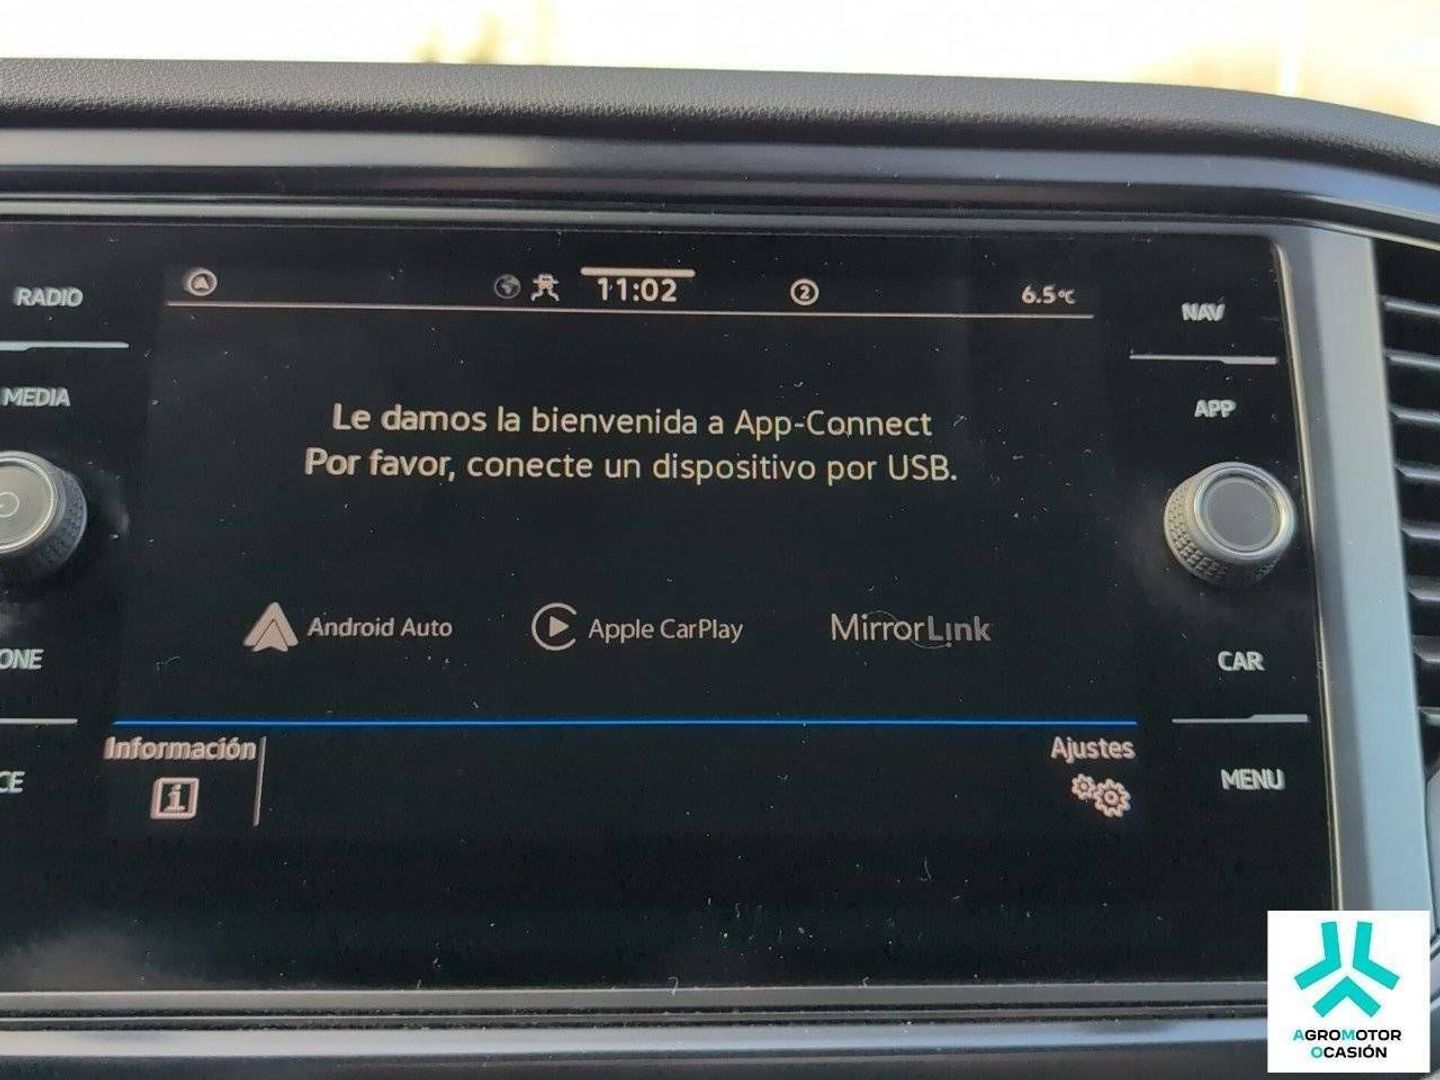 RADIO
MEDIA
ONE
CE
11:02
2
6.5°C
Le damos la bienvenida a App-Connect
Por favor, conecte un dispositivo por USB.
Android Auto
Apple CarPlay
MirrorLink
Información
i
Ajustes
NAV
APP
CAR
MENU
AGROMOTOR
OCASIÓN